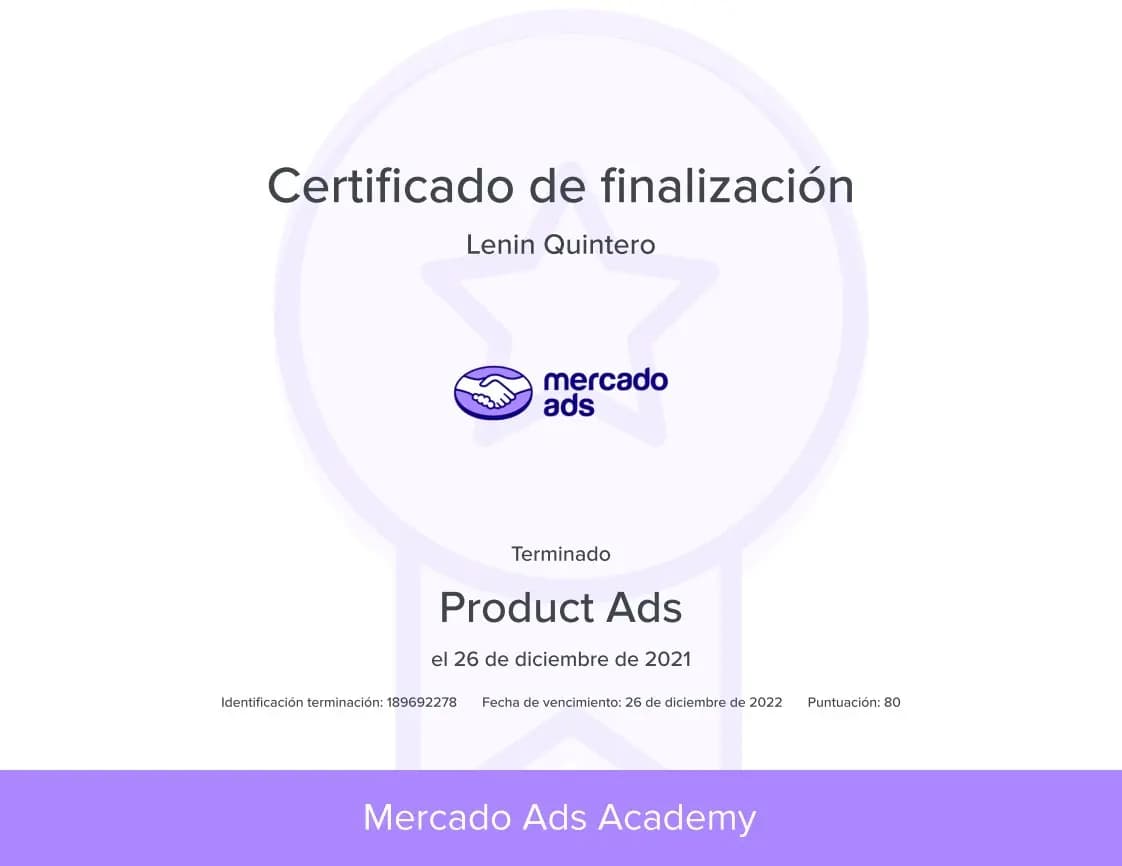 Certificado de finalización
Lenin Quintero
mercado
ads
Terminado
Product Ads
el 26 de diciembre de 2021
Identificación terminación: 189692278 Fecha de vencimiento: 26 de diciembre de 2022 Puntuación: 80
Mercado Ads Academy